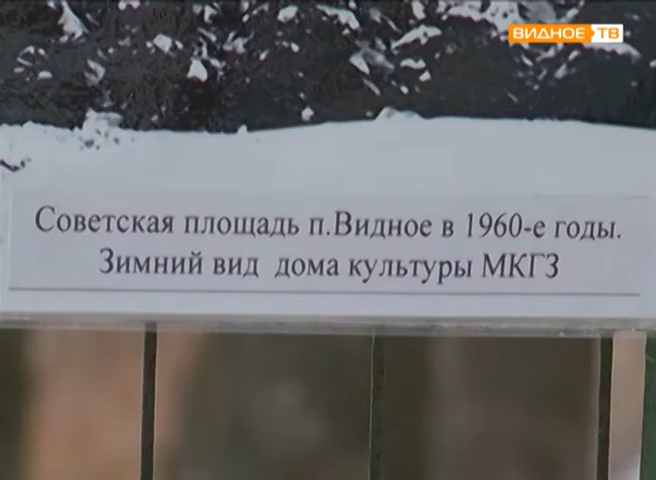 ВИДНОЕ ТВ
Советская площадь п.Видное в 1960-е годы.
Зимний вид дома культуры МКГЗ